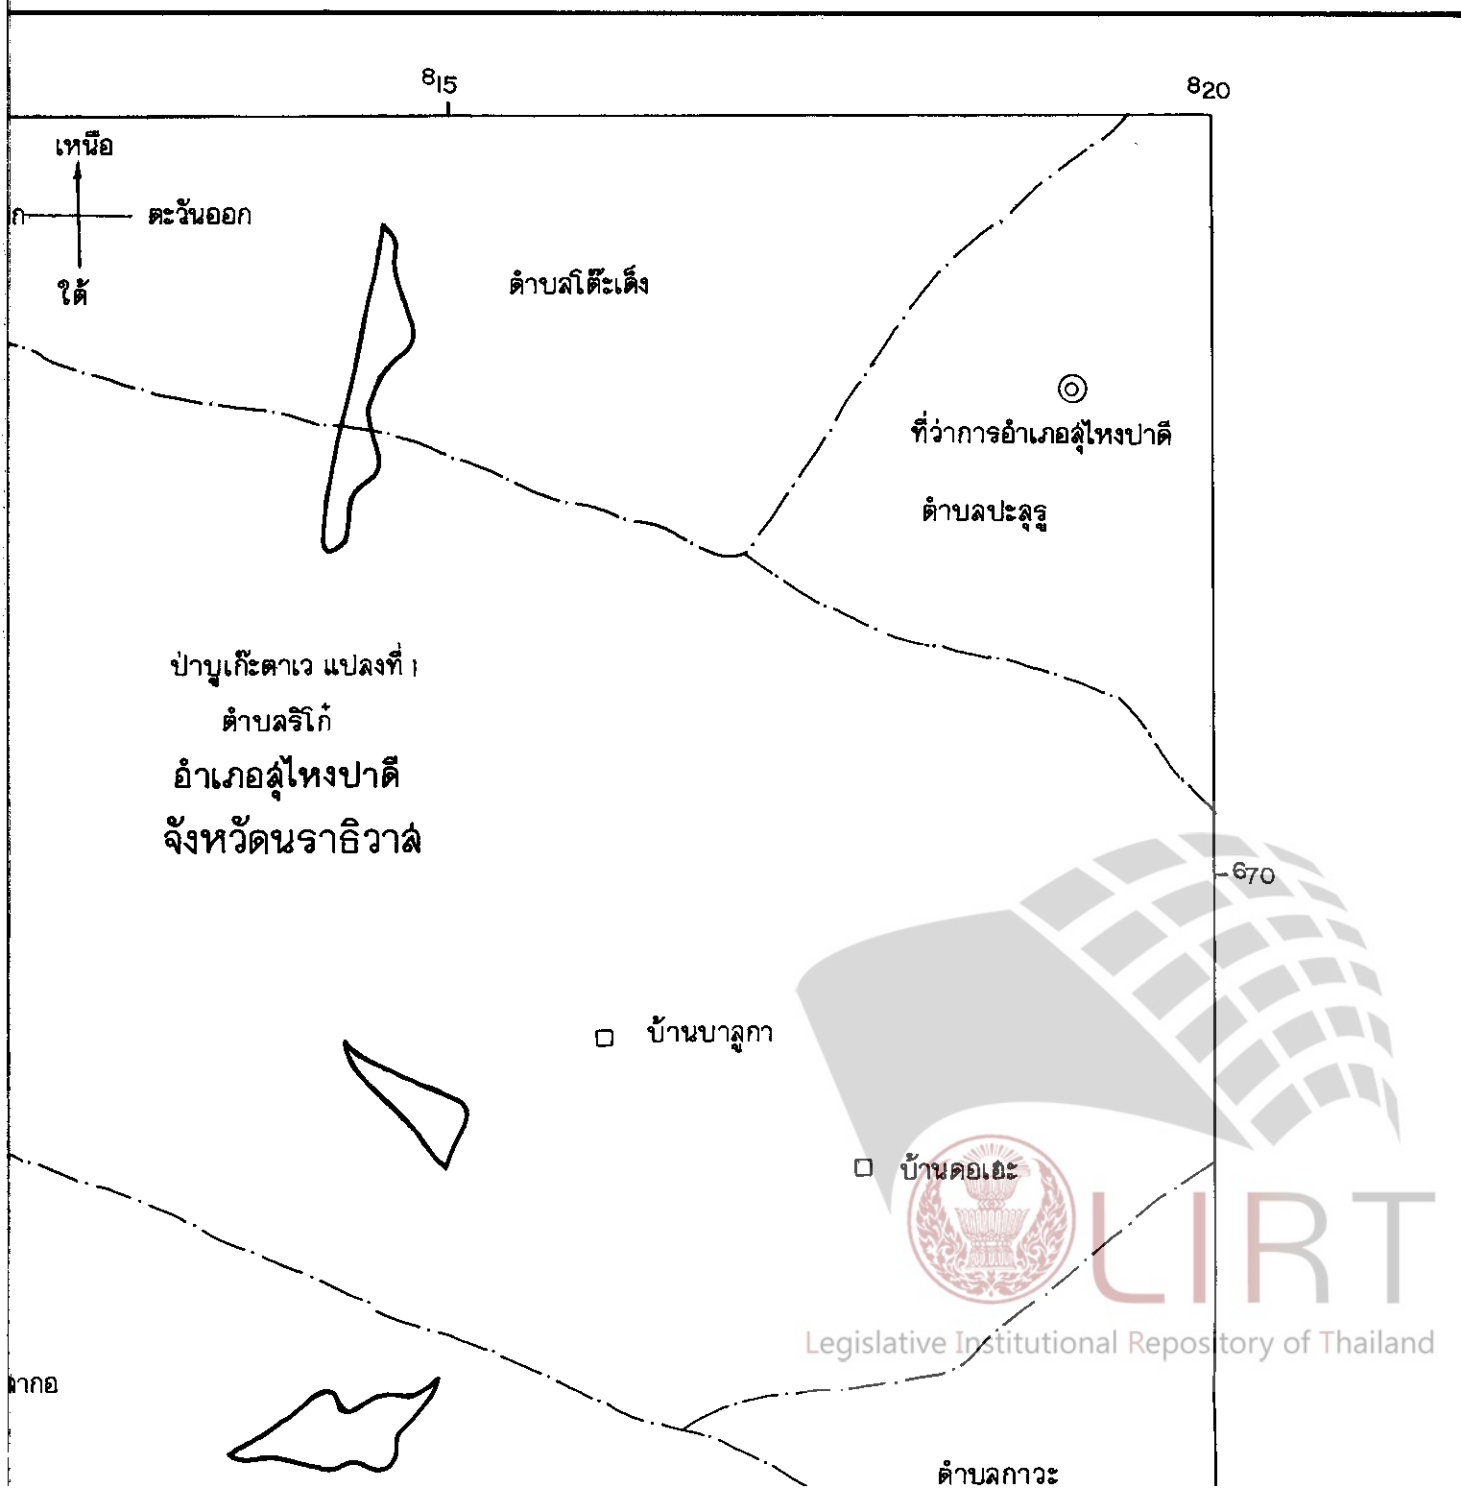 815
820
เหนือ
ก
ตะวันออก
ใต้
ตำบลโต๊ะเด็ง
ที่ว่าการอำเภอสุไหงปาดี
ตำบลปะลุรู
ป่าบูเก๊ะตาเว แปลงที่ ๑
ตำบลริโก๋
อำเภอสุไหงปาดี
จังหวัดนราธิวาส
670
บ้านบาลูกา
บ้านดอเฮะ
LIRT
Legislative Institutional Repository of Thailand
ากอ
ตำบลกาวะ